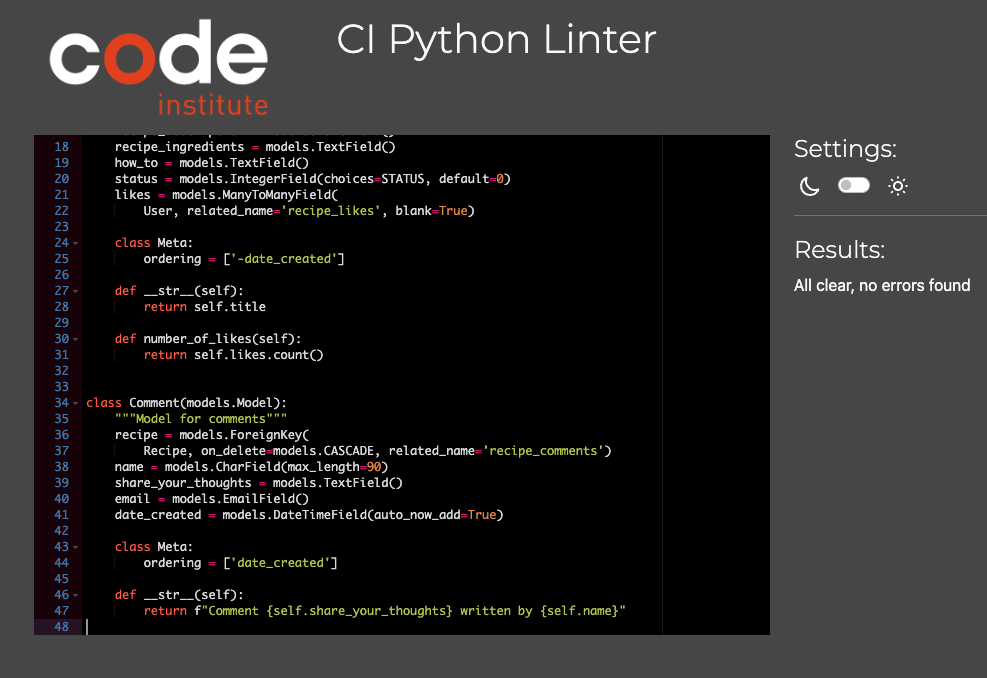 code
institute
CI Python Linter
18 recipe_ingredients = models.TextField()
19 how_to = models.TextField()
20 status = models.IntegerField(choices=STATUS, default=0)
21 likes = models.ManyToManyField(
22 User, related_name='recipe_likes', blank=True)
23
24 class Meta:
25 ordering = ['-date_created']
26
27 def __str__(self):
28 return self.title
29
30 def number_of_likes(self):
31 return self.likes.count()
32
33
34 class Comment(models.Model):
35 """Model for comments"""
36 recipe = models.ForeignKey(
37 Recipe, on_delete=models.CASCADE, related_name='recipe_comments')
38 name = models.CharField(max_length=90)
39 share_your_thoughts = models.TextField()
40 email = models.EmailField()
41 date_created = models.DateTimeField(auto_now_add=True)
42
43 class Meta:
44 ordering = ['date_created']
45
46 def __str__(self):
47 return f"Comment {self.share_your_thoughts} written by {self.name}"
48
Settings:
Results:
All clear, no errors found